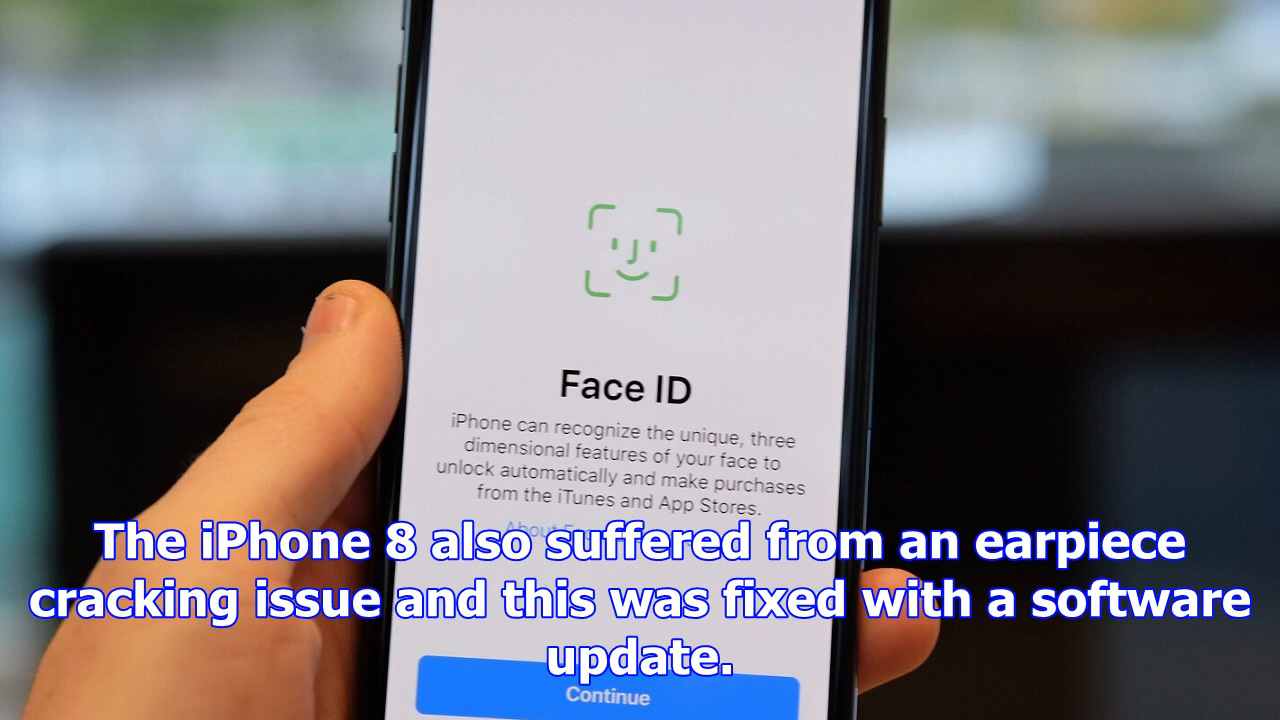 Face ID
iPhone can recognize the unique, three
dimensional features of your face to
unlock automatically and make purchases
from the iTunes and App Stores.
About
The iPhone 8 also suffered from an earpiece
cracking issue and this was fixed with a software
update.
Continue